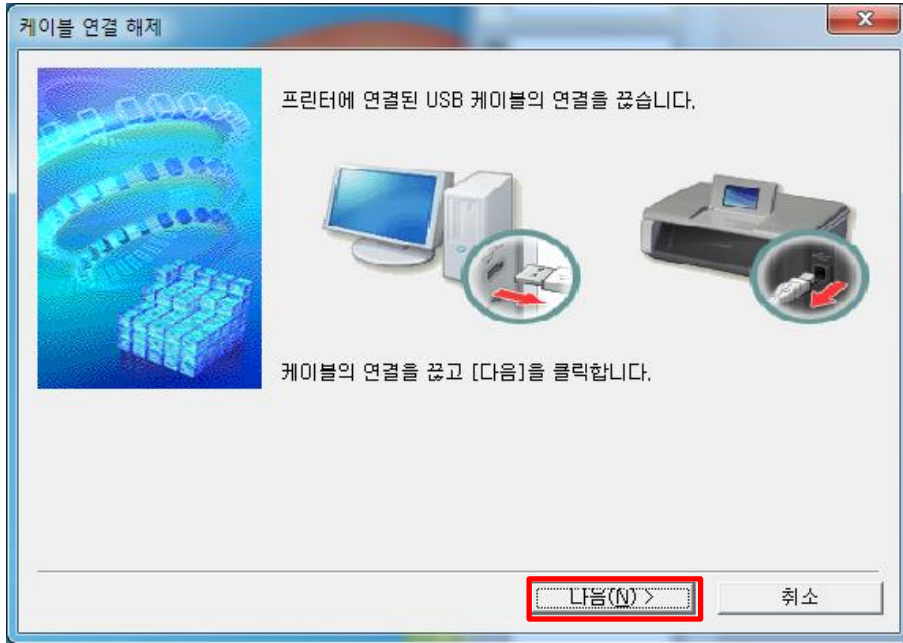 케이블 연결 해제
프린터에 연결된 USB 케이블의 연결을 끊습니다.
케이블의 연결을 끊고 [다음]을 클릭합니다.
다음(N) >
취소